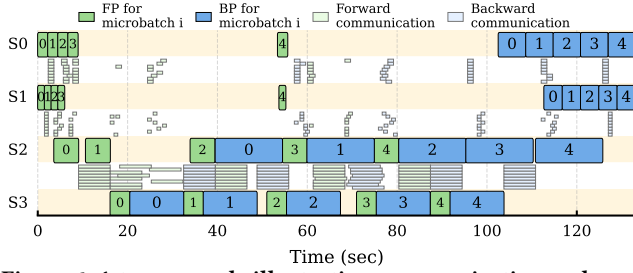 FP for microbatch i
BP for microbatch i
Forward communication
Backward communication
S0 0 1 2 3 4 0 1 2 3 4
S1 0 1 2 3 4 0 1 2 3 4
S2 0 1 2 0 3 1 4 2 3 4
S3 0 0 1 1 2 2 3 3 4 4
0 20 40 60 80 100 120
Time (sec)